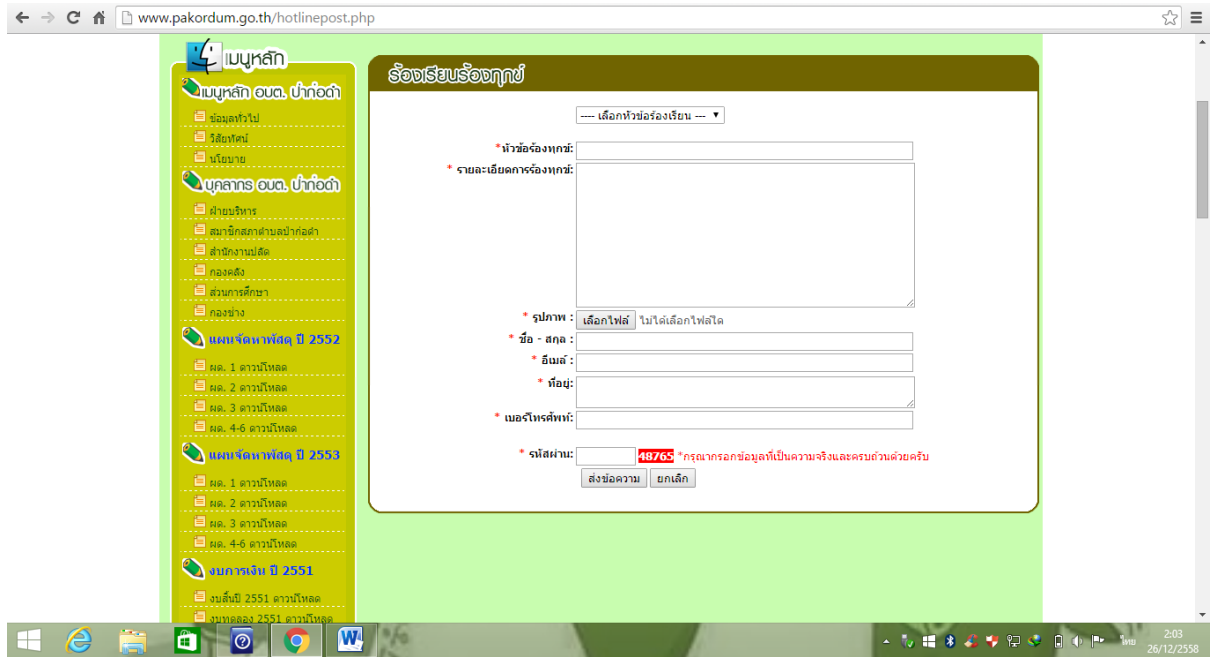 www.pakordum.go.th/hotlinepost.php
เมนูหลัก
เมนูหลัก อบต. ป่าก่อดำ
ข้อมูลทั่วไป
วิสัยทัศน์
นโยบาย
บุคลากร อบต. ป่าก่อดำ
ฝ่ายบริหาร
สมาชิกสภาตำบลป่าก่อดำ
สำนักงานปลัด
กองคลัง
ส่วนการศึกษา
กองช่าง
แผนจัดหาพัสดุ ปี 2552
ผด. 1 ดาวน์โหลด
ผด. 2 ดาวน์โหลด
ผด. 3 ดาวน์โหลด
ผด. 4-6 ดาวน์โหลด
แผนจัดหาพัสดุ ปี 2553
ผด. 1 ดาวน์โหลด
ผด. 2 ดาวน์โหลด
ผด. 3 ดาวน์โหลด
ผด. 4-6 ดาวน์โหลด
งบการเงิน ปี 2551
งบสิ้นปี 2551 ดาวน์โหลด
งบทดลอง 2551 ดาวน์โหลด
ร้องเรียนร้องทุกข์
---- เลือกหัวข้อร้องเรียน ---
*หัวข้อร้องทุกข์:
* รายละเอียดการร้องทุกข์:
* รูปภาพ : เลือกไฟล์ ไม่ได้เลือกไฟล์ใด
* ชื่อ - สกุล :
* อีเมล์ :
* ที่อยู่:
* เบอร์โทรศัพท์:
* รหัสผ่าน: 48765 *กรุณากรอกข้อมูลที่เป็นความจริงและครบถ้วนด้วยครับ
ส่งข้อความ ยกเลิก
ไทย 2:03
26/12/2558